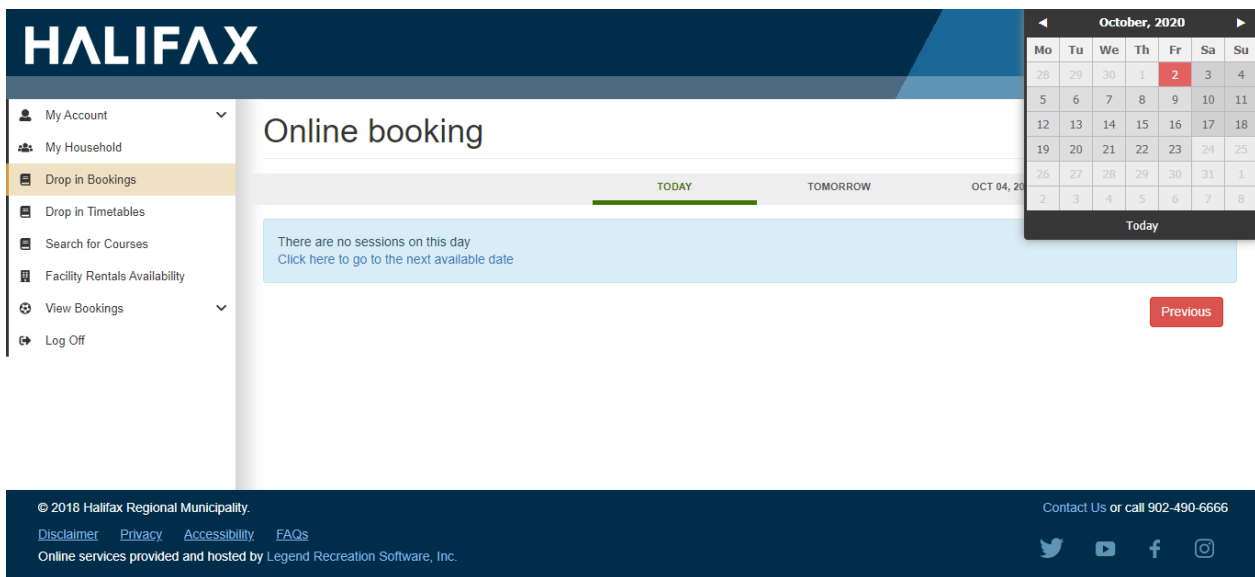 HALIFAX
October, 2020
Mo Tu We Th Fr Sa Su
28 29 30 1 2 3 4
5 6 7 8 9 10 11
12 13 14 15 16 17 18
19 20 21 22 23 24 25
26 27 28 29 30 31 1
2 3 4 5 6 7 8
Today
My Account
My Household
Drop in Bookings
Drop in Timetables
Search for Courses
Facility Rentals Availability
View Bookings
Log Off
Online booking
TODAY TOMORROW OCT 04, 20
There are no sessions on this day
Click here to go to the next available date
Previous
© 2018 Halifax Regional Municipality.
Contact Us or call 902-490-6666
Disclaimer Privacy Accessibility FAQs
Online services provided and hosted by Legend Recreation Software, Inc.